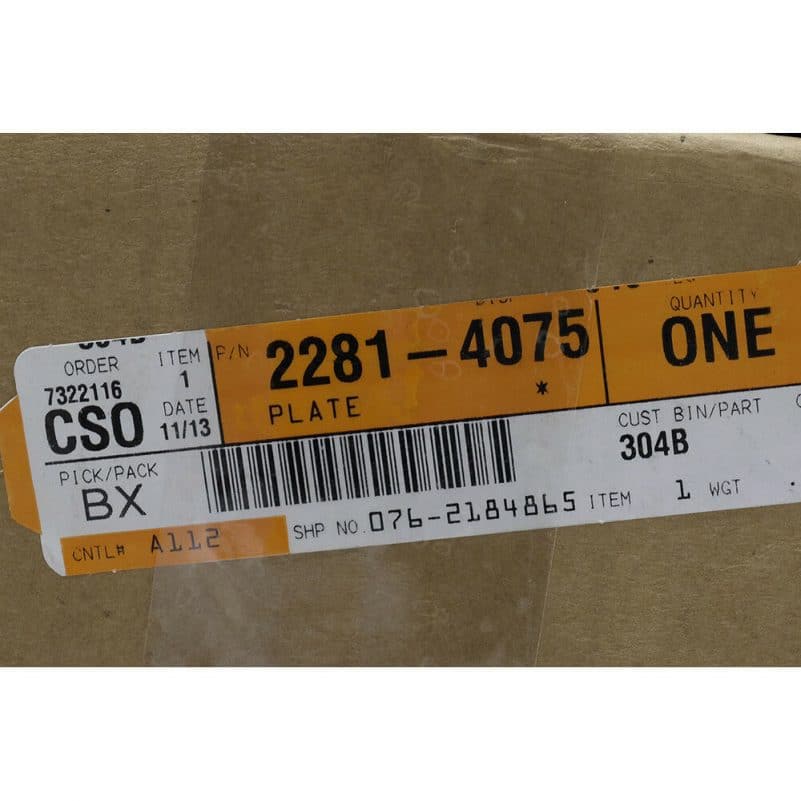 304B
ORDER ITEM P/N 2281-4075 QUANTITY
7322116 1 ONE
CSO DATE PLATE *
11/13 CUST BIN/PART
PICK/PACK 304B
BX SHP NO. 076-2184865 ITEM 1 WGT
CNTL# A112